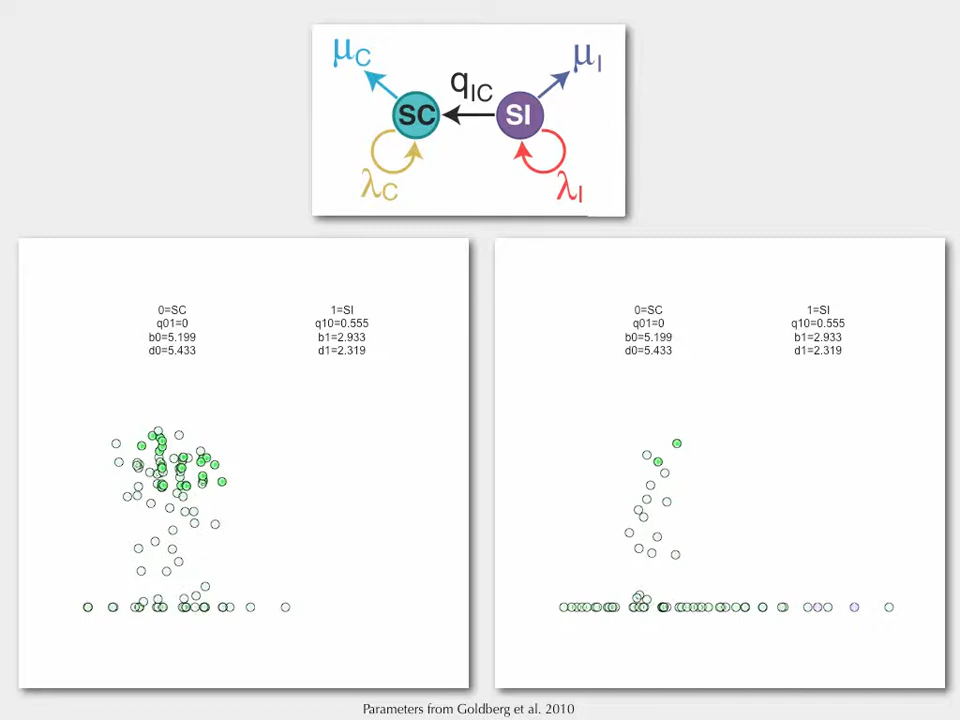 μC
μI
qIC
SC
SI
λC
λI
0=SC
q01=0
b0=5.199
d0=5.433
1=SI
q10=0.555
b1=2.933
d1=2.319
0=SC
q01=0
b0=5.199
d0=5.433
1=SI
q10=0.555
b1=2.933
d1=2.319
Parameters from Goldberg et al. 2010